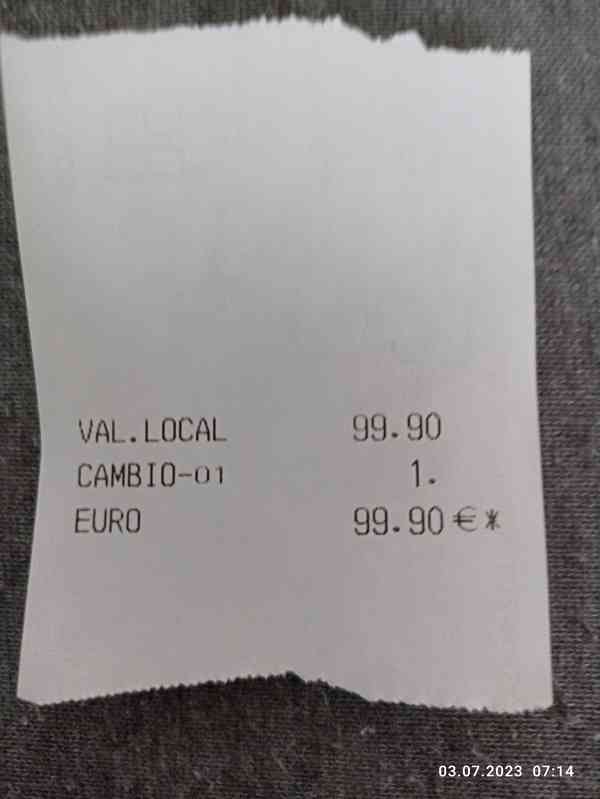 VAL.LOCAL 99.90
CAMBIO-01 1.
EURO 99.90€*
03.07.2023 07:14